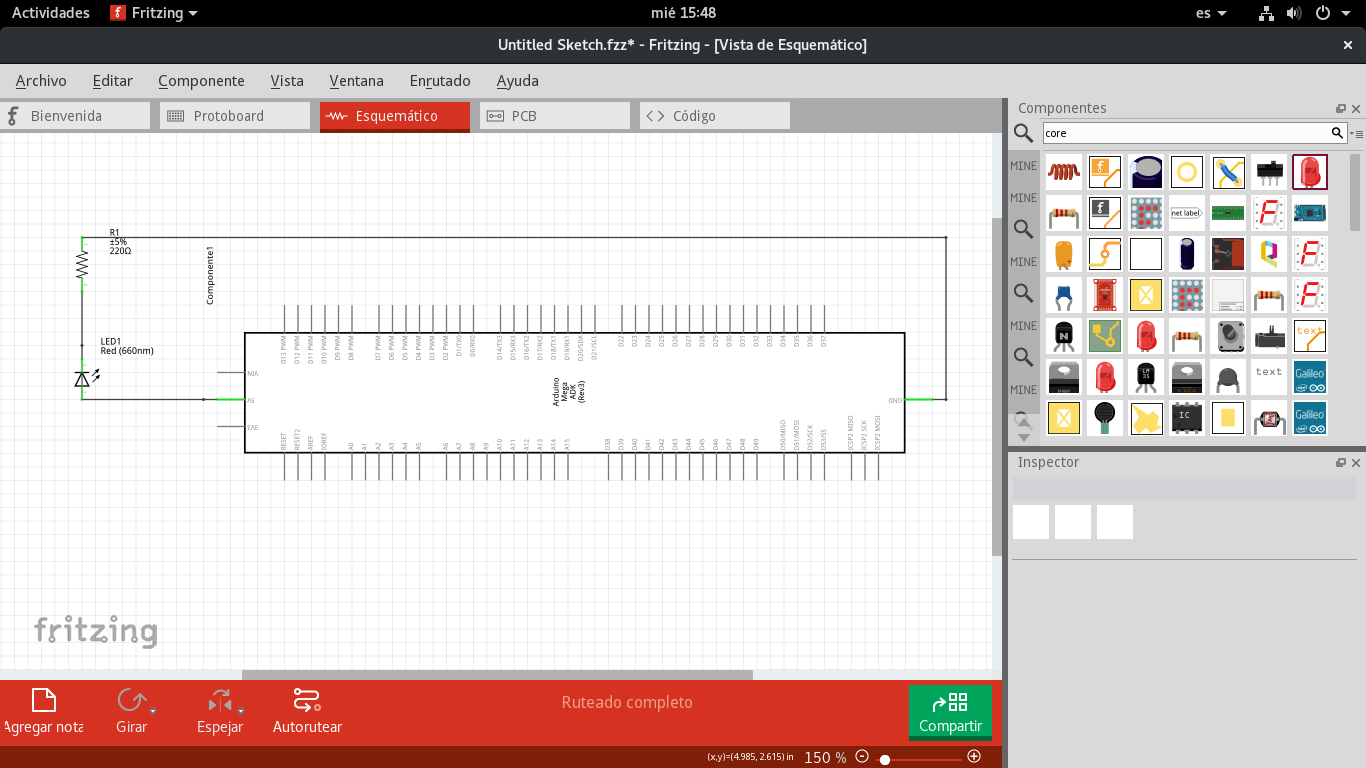 Actividades Fritzing mié 15:48 es
Untitled Sketch.fzz* - Fritzing - [Vista de Esquemático]
Archivo Editar Componente Vista Ventana Enrutado Ayuda
Bienvenida Protoboard Esquemático PCB Código
Componentes
core
MINE
MINE
MINE
MINE
MINE
net label
text
text
Galileo
IC
Galileo
R1
±5%
220Ω
Componente1
LED1
Red (660nm)
D13 PWM
D12 PWM
D11 PWM
D10 PWM
D9 PWM
D8 PWM
D7 PWM
D6 PWM
D5 PWM
D4 PWM
D3 PWM
D2 PWM
D1/TX0
D0/RX0
D14/TX3
D15/RX3
D16/TX2
D17/RX2
D18/TX1
D19/RX1
D20/SDA
D21/SCL
D22
D23
D24
D25
D26
D27
D28
D29
D30
D31
D32
D33
D34
D35
D36
D37
VIN
5V
3V3
Arduino
Mega
ADK
(Rev3)
GND
RESET
RESET2
AREF
IOREF
A0
A1
A2
A3
A4
A5
A6
A7
A8
A9
A10
A11
A12
A13
A14
A15
D38
D39
D40
D41
D42
D43
D44
D45
D46
D47
D48
D49
D50/MISO
D51/MOSI
D52/SCK
D53/SS
ICSP2 MISO
ICSP2 SCK
ICSP2 MOSI
fritzing
Inspector
Agregar nota Girar Espejar Autorutear Ruteado completo Compartir
(x,y)=(4.985, 2.615) in 150 %